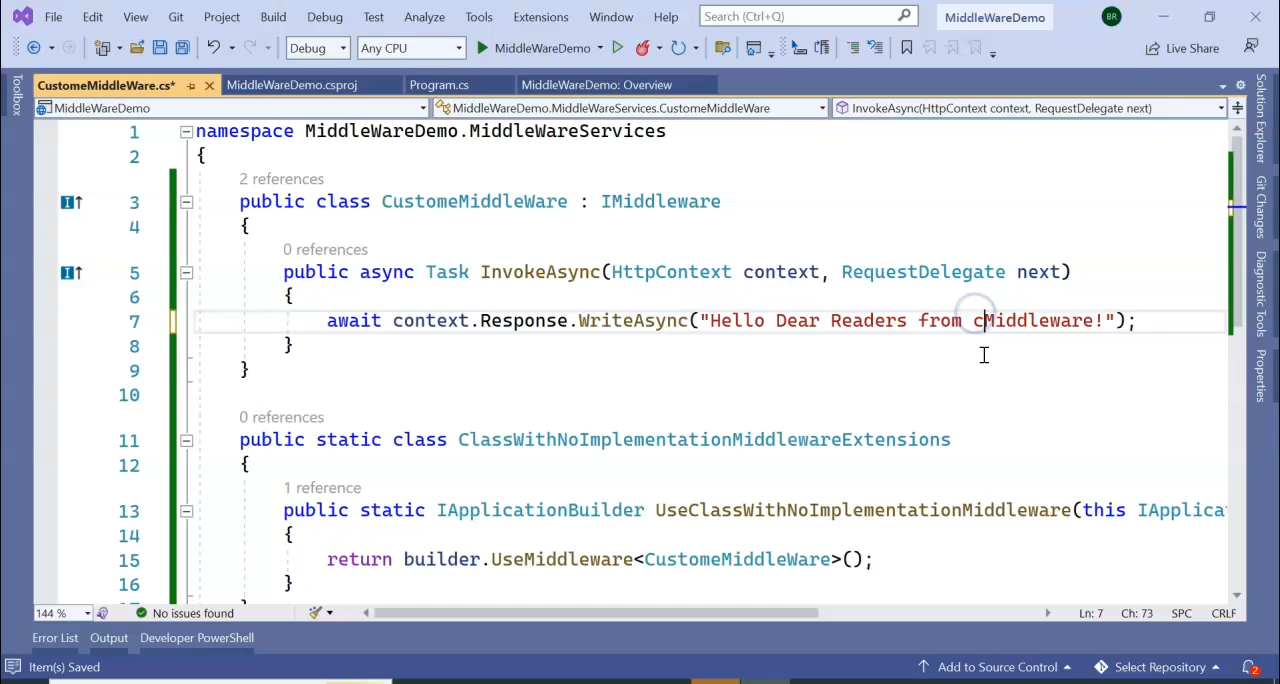 File Edit View Git Project Build Debug Test Analyze Tools Extensions Window Help Search (Ctrl+Q) MiddleWareDemo BR
Debug Any CPU MiddleWareDemo Live Share
CustomeMiddleWare.cs* MiddleWareDemo.csproj Program.cs MiddleWareDemo: Overview
MiddleWareDemo MiddleWareDemo.MiddleWareServices.CustomeMiddleWare InvokeAsync(HttpContext context, RequestDelegate next)
Toolbox
1 namespace MiddleWareDemo.MiddleWareServices
2 {
2 references
3 public class CustomeMiddleWare : IMiddleware
4 {
0 references
5 public async Task InvokeAsync(HttpContext context, RequestDelegate next)
6 {
7 await context.Response.WriteAsync("Hello Dear Readers from cMiddleware!");
8 }
9 }
10
0 references
11 public static class ClassWithNoImplementationMiddlewareExtensions
12 {
1 reference
13 public static IApplicationBuilder UseClassWithNoImplementationMiddleware(this IApplica
14 {
15 return builder.UseMiddleware<CustomeMiddleWare>();
16 }
Solution Explorer
Git Changes
Diagnostic Tools
Properties
144 % No issues found Ln: 7 Ch: 73 SPC CRLF
Error List Output Developer PowerShell
Item(s) Saved Add to Source Control Select Repository 2